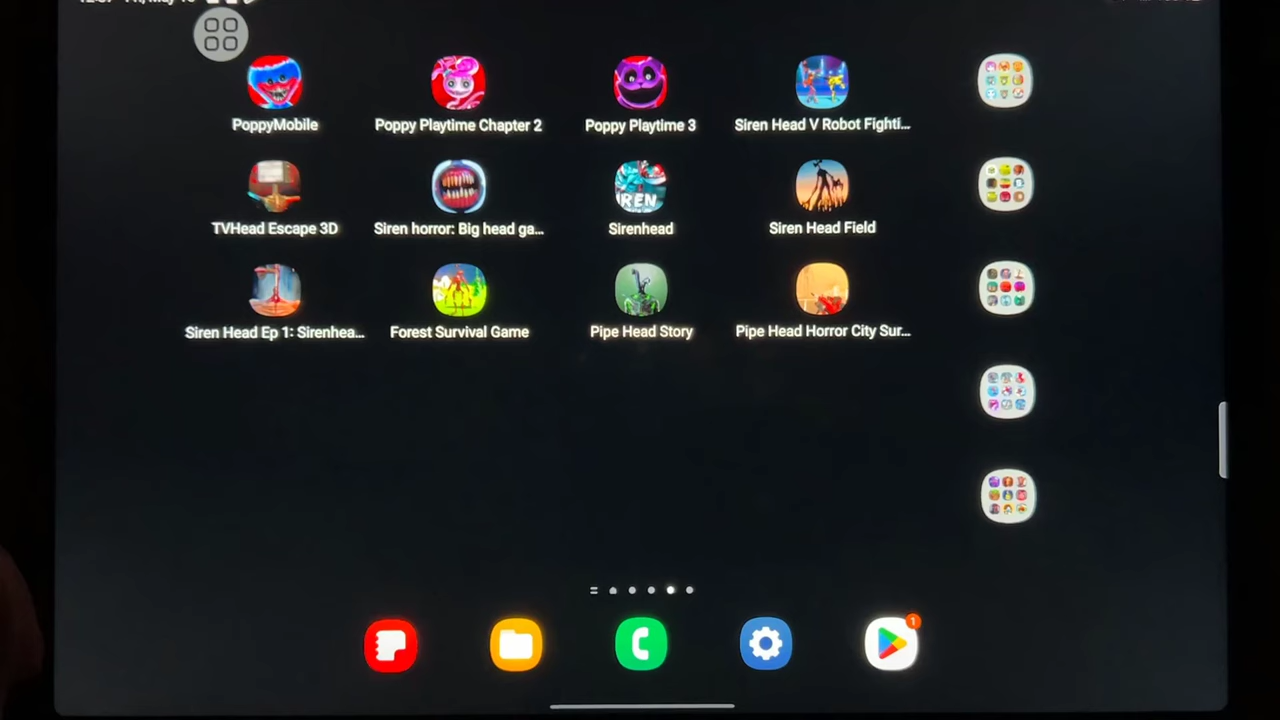 PoppyMobile
Poppy Playtime Chapter 2
Poppy Playtime 3
Siren Head V Robot Fighti...
TVHead Escape 3D
Siren horror: Big head ga...
Sirenhead
Siren Head Field
Siren Head Ep 1: Sirenhea...
Forest Survival Game
Pipe Head Story
Pipe Head Horror City Sur...
1